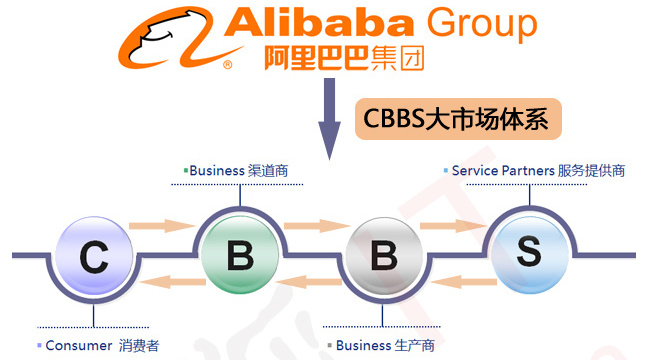 Alibaba Group
阿里巴巴集团
CBBS大市场体系
Business 渠道商
Service Partners 服务提供商
C
B
B
S
Consumer 消费者
Business 生产商